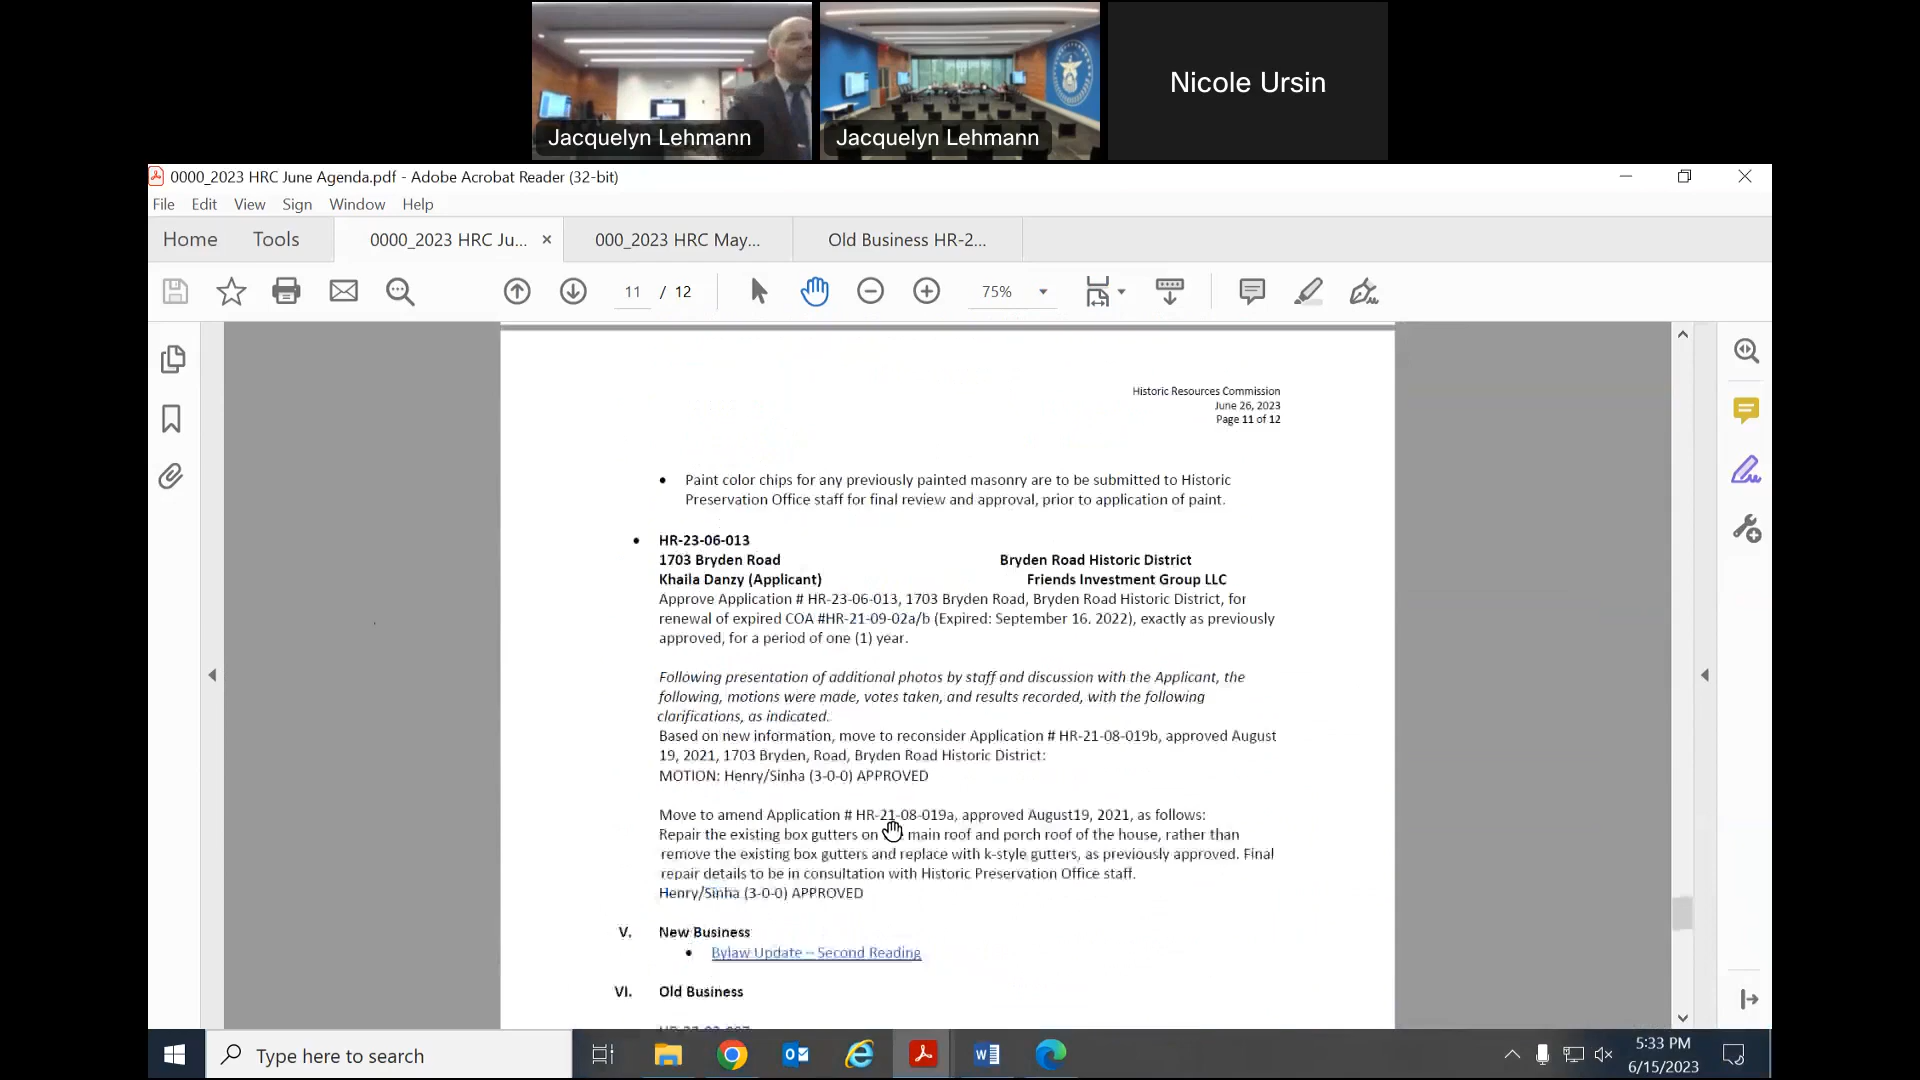 Jacquelyn Lehmann
Jacquelyn Lehmann
Nicole Ursin
0000_2023 HRC June Agenda.pdf - Adobe Acrobat Reader (32-bit)
File Edit View Sign Window Help
Home Tools 0000_2023 HRC Ju... × 000_2023 HRC May... Old Business HR-2...
11 / 12 75%
Historic Resources Commission
June 26, 2023
Page 11 of 12
• Paint color chips for any previously painted masonry are to be submitted to Historic
Preservation Office staff for final review and approval, prior to application of paint.
• HR-23-06-013
1703 Bryden Road Bryden Road Historic District
Khaila Danzy (Applicant) Friends Investment Group LLC
Approve Application # HR-23-06-013, 1703 Bryden Road, Bryden Road Historic District, for
renewal of expired COA #HR-21-09-02a/b (Expired: September 16. 2022), exactly as previously
approved, for a period of one (1) year.
Following presentation of additional photos by staff and discussion with the Applicant, the
following, motions were made, votes taken, and results recorded, with the following
clarifications, as indicated.
Based on new information, move to reconsider Application # HR-21-08-019b, approved August
19, 2021, 1703 Bryden, Road, Bryden Road Historic District:
MOTION: Henry/Sinha (3-0-0) APPROVED
Move to amend Application # HR-21-08-019a, approved August19, 2021, as follows:
Repair the existing box gutters on main roof and porch roof of the house, rather than
remove the existing box gutters and replace with k-style gutters, as previously approved. Final
repair details to be in consultation with Historic Preservation Office staff.
Henry/Sinha (3-0-0) APPROVED
V. New Business
• Bylaw Update – Second Reading
VI. Old Business
Type here to search
5:33 PM
6/15/2023